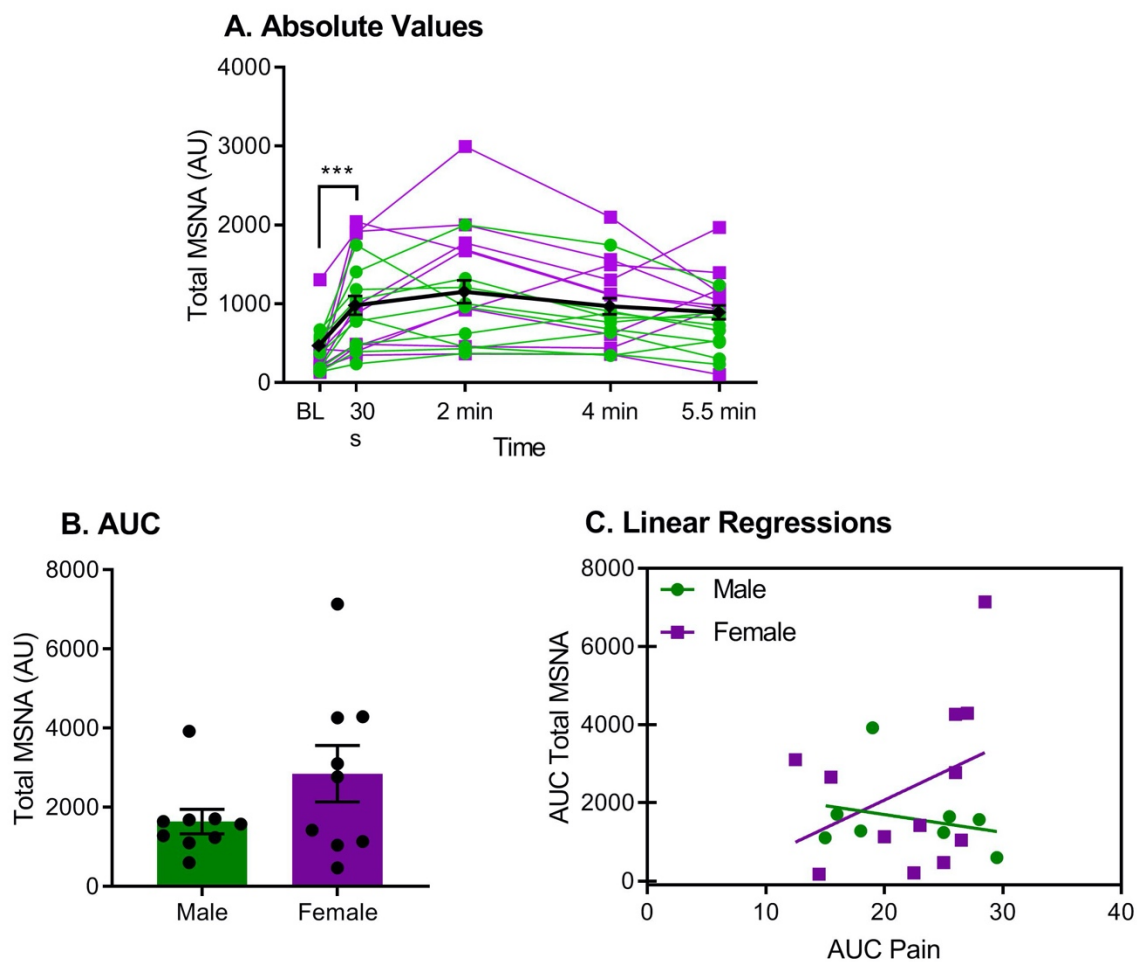 A. Absolute Values
4000
3000
2000
1000
0
Total MSNA (AU)
***
BL
30
s
2 min
4 min
5.5 min
Time
B. AUC
8000
6000
4000
2000
0
Total MSNA (AU)
Male
Female
C. Linear Regressions
8000
6000
4000
2000
0
AUC Total MSNA
Male
Female
0
10
20
30
40
AUC Pain